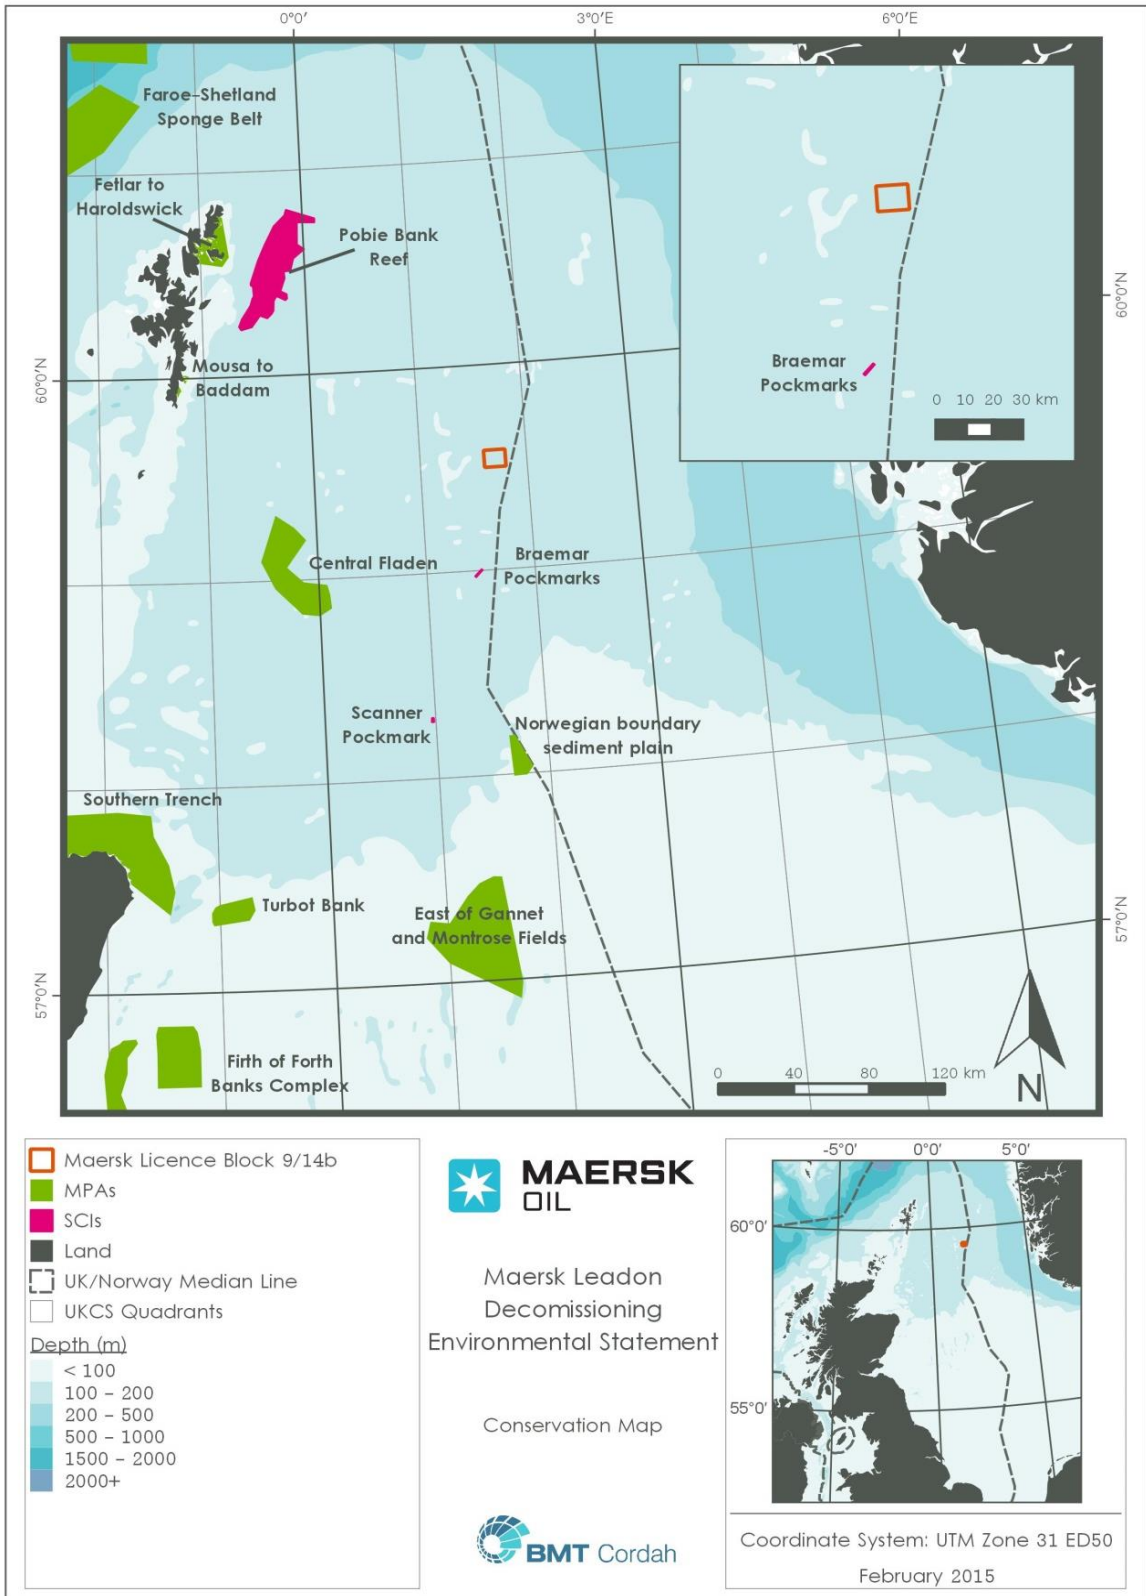 0°0'
3°0'E
6°0'E
Faroe-Shetland
Sponge Belt
Fetlar to
Haroldswick
Pobie Bank
Reef
60°0'N
Mousa to
Baddam
60°0'N
Braemar
Pockmarks
0 10 20 30 km
Central Fladen
Braemar
Pockmarks
Scanner
Pockmark
Norwegian boundary
sediment plain
Southern Trench
Turbot Bank
East of Gannet
and Montrose Fields
57°0'N
57°0'N
Firth of Forth
Banks Complex
0 40 80 120 km
N
Maersk Licence Block 9/14b
MPAs
SCIs
Land
UK/Norway Median Line
UKCS Quadrants
Depth (m)
< 100
100 - 200
200 - 500
500 - 1000
1500 - 2000
2000+
MAERSK
OIL
Maersk Leadon
Decomissioning
Environmental Statement
Conservation Map
BMT Cordah
-5°0'
0°0'
5°0'
60°0'
55°0'
Coordinate System: UTM Zone 31 ED50
February 2015